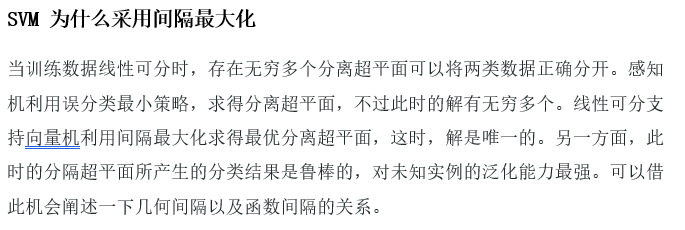 SVM 为什么采用间隔最大化
当训练数据线性可分时，存在无穷多个分离超平面可以将两类数据正确分开。感知
机利用误分类最小策略，求得分离超平面，不过此时的解有无穷多个。线性可分支
持向量机利用间隔最大化求得最优分离超平面，这时，解是唯一的。另一方面，此
时的分隔超平面所产生的分类结果是鲁棒的，对未知实例的泛化能力最强。可以借
此机会阐述一下几何间隔以及函数间隔的关系。